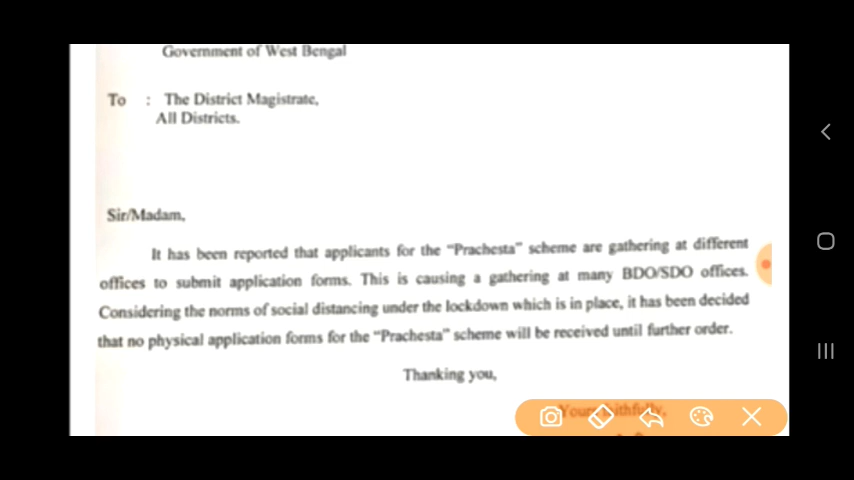 Government of West Bengal
To : The District Magistrate,
All Districts.
Sir/Madam,
It has been reported that applicants for the "Prachesta" scheme are gathering at different
offices to submit application forms. This is causing a gathering at many BDO/SDO offices.
Considering the norms of social distancing under the lockdown which is in place, it has been decided
that no physical application forms for the "Prachesta" scheme will be received until further order.
Thanking you,
Yours faithfully,